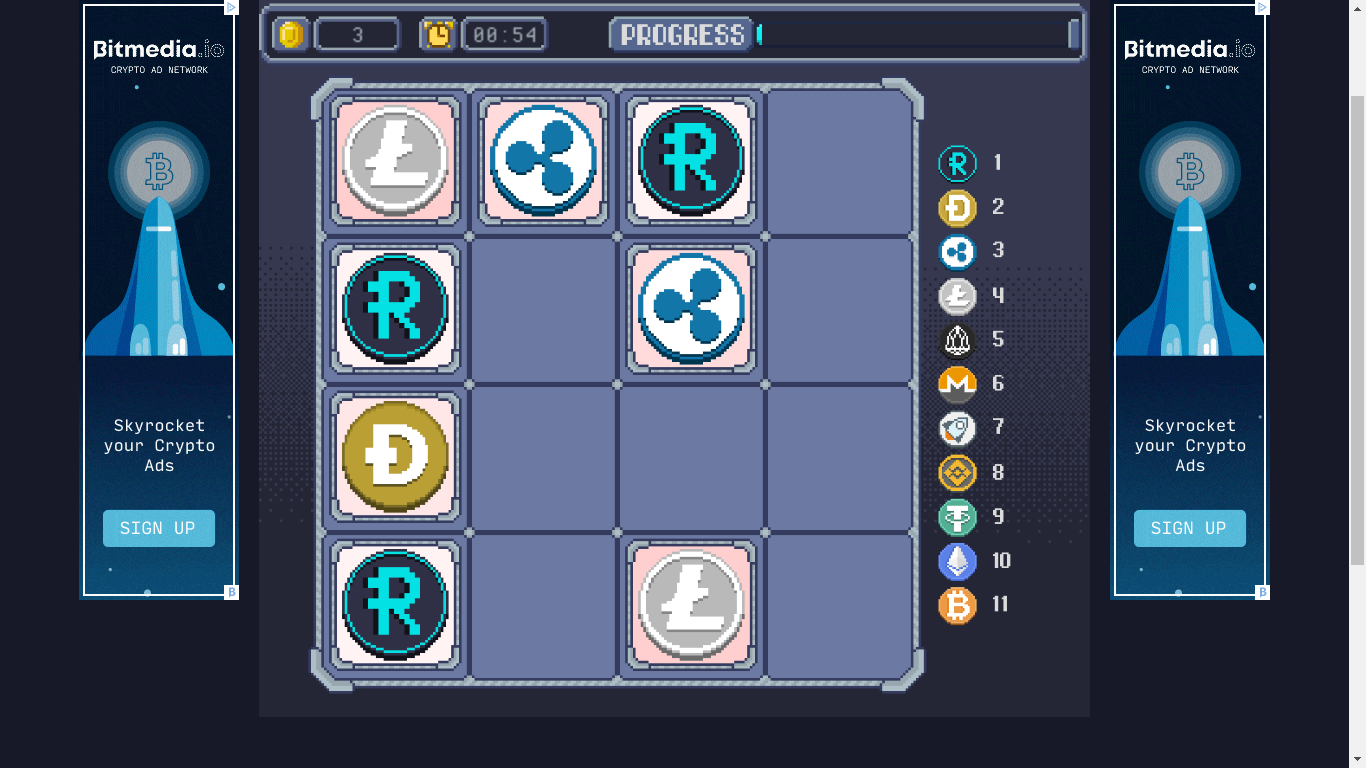 Bitmedia.io
CRYPTO AD NETWORK
Skyrocket
your Crypto
Ads
SIGN UP
B
3
00:54
PROGRESS
1
2
3
4
5
6
7
8
9
10
11
Bitmedia.io
CRYPTO AD NETWORK
Skyrocket
your Crypto
Ads
SIGN UP
B